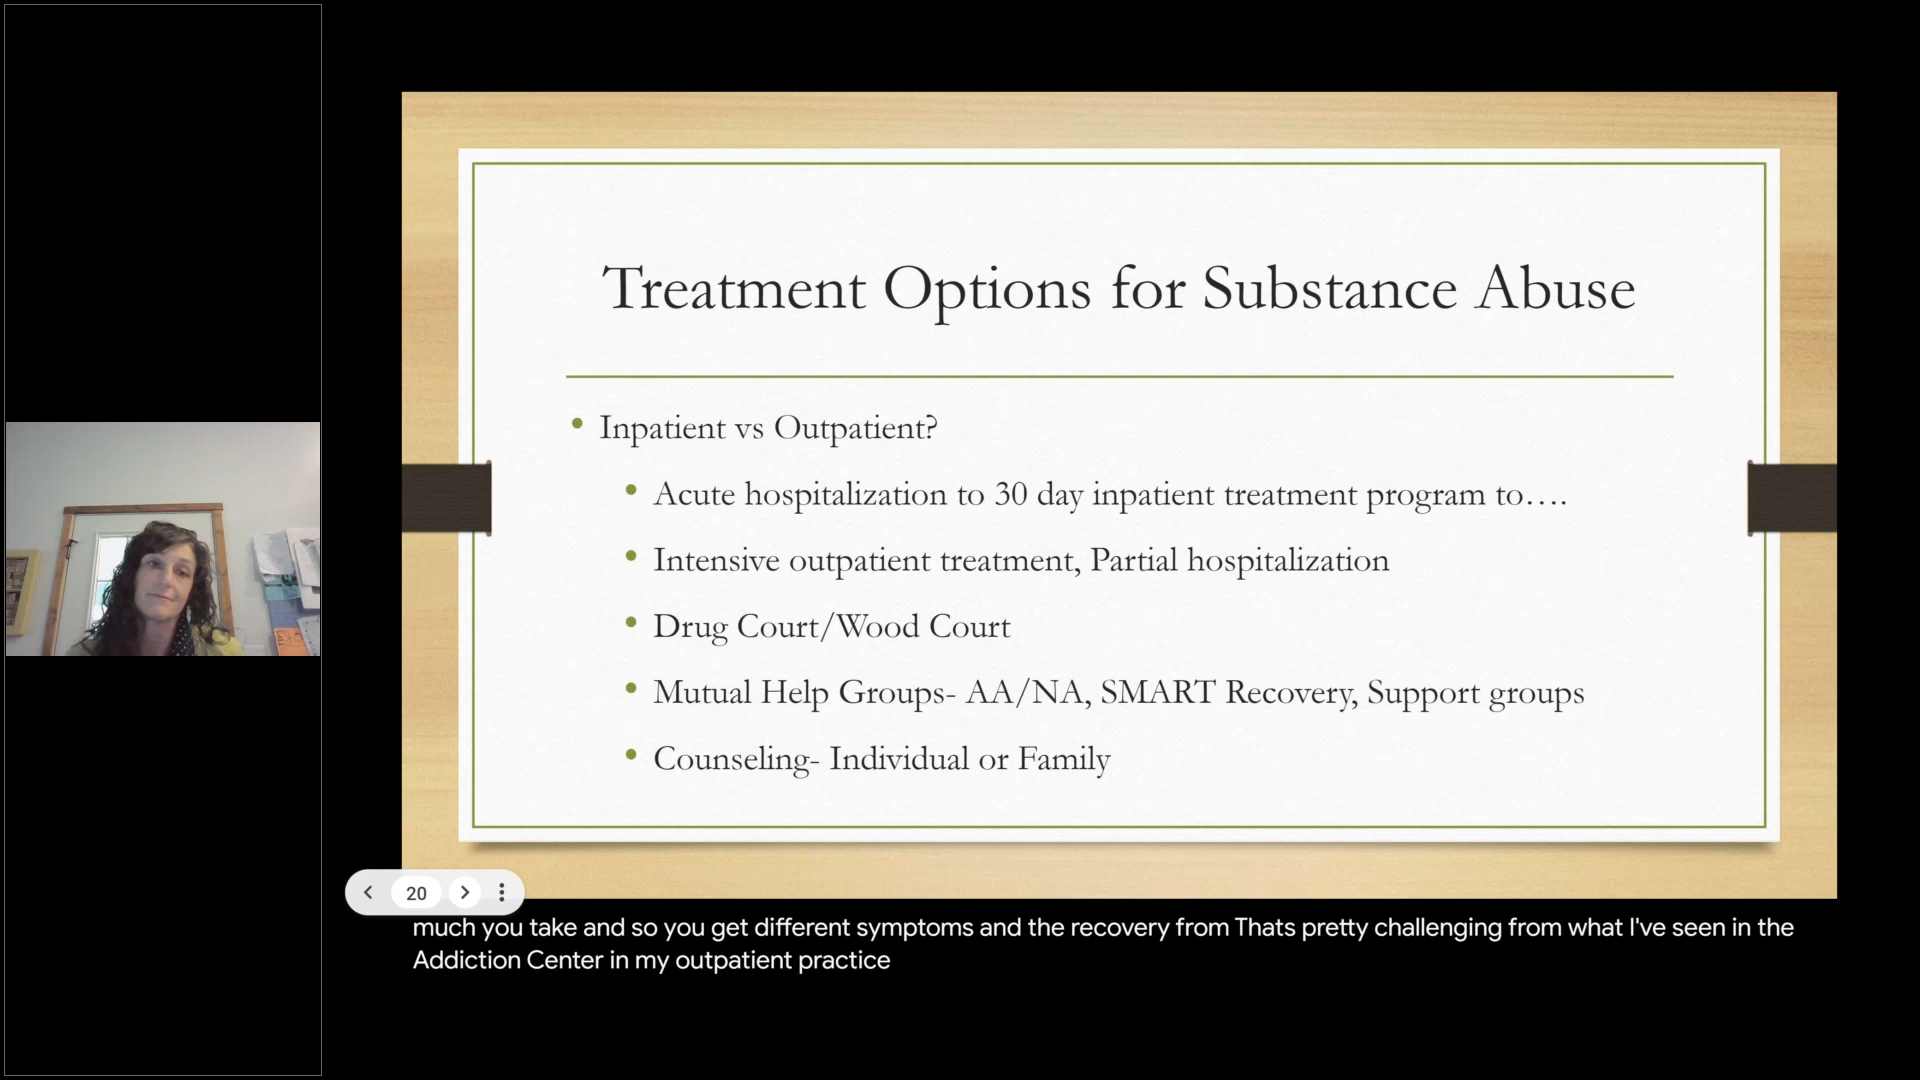 Treatment Options for Substance Abuse
Inpatient vs Outpatient?
Acute hospitalization to 30 day inpatient treatment program to….
Intensive outpatient treatment, Partial hospitalization
Drug Court/Wood Court
Mutual Help Groups- AA/NA, SMART Recovery, Support groups
Counseling- Individual or Family
20
much you take and so you get different symptoms and the recovery from Thats pretty challenging from what I've seen in the
Addiction Center in my outpatient practice